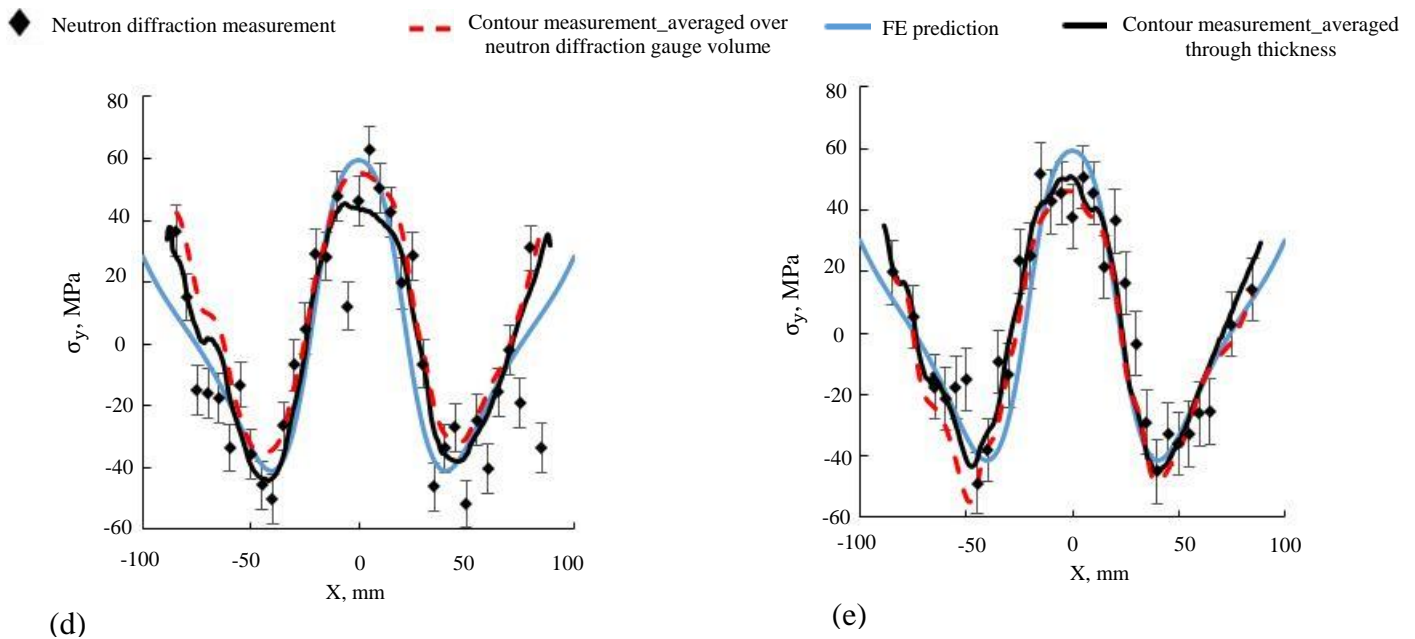 Neutron diffraction measurement
Contour measurement_averaged over
neutron diffraction gauge volume
FE prediction
Contour measurement_averaged
through thickness
80
60
40
20
0
-20
-40
-60
σy, MPa
-100
-50
0
50
100
X, mm
(d)
80
60
40
20
0
-20
-40
-60
σy, MPa
-100
-50
0
50
100
X, mm
(e)